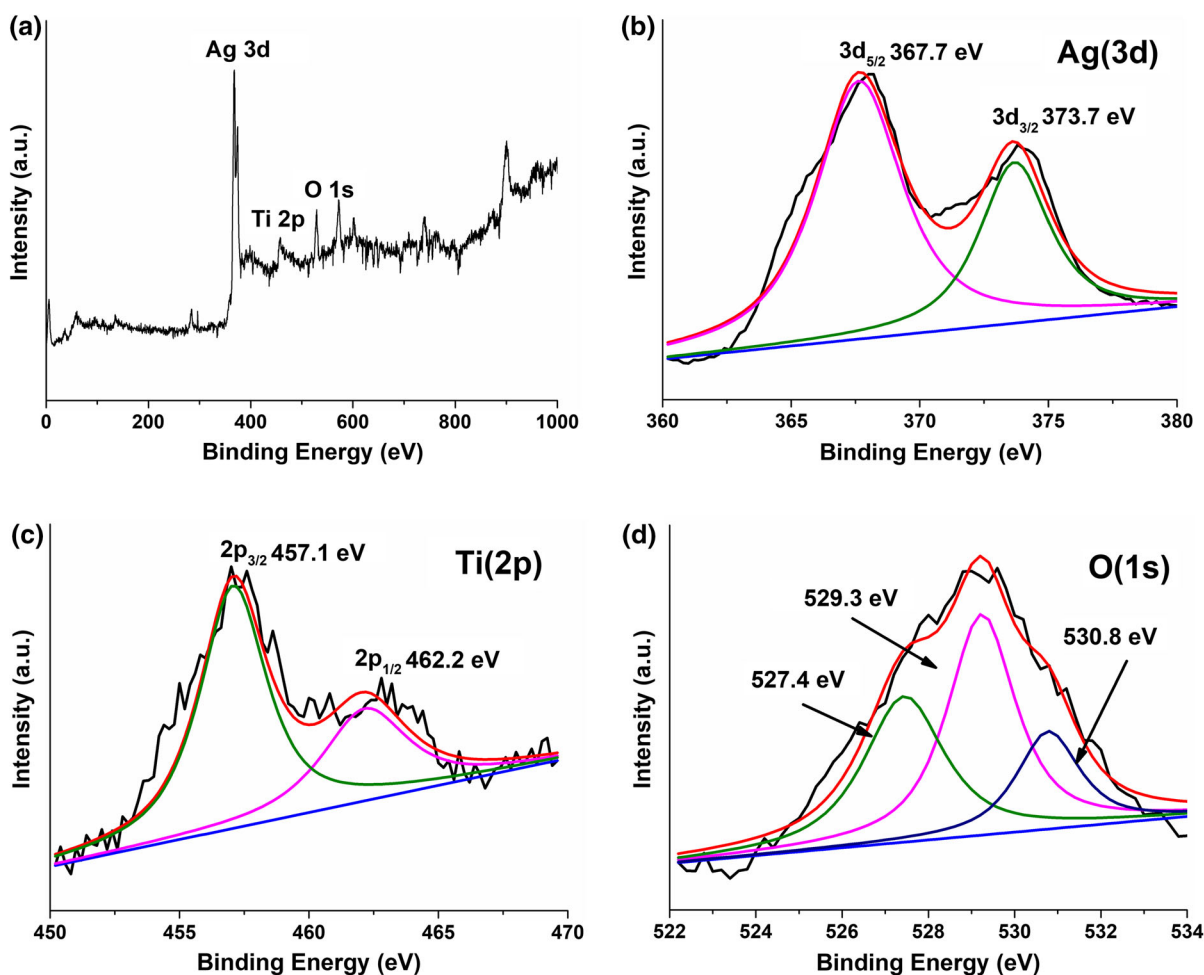 (a)
Ag 3d
Ti 2p
O 1s
Intensity (a.u.)
0 200 400 600 800 1000
Binding Energy (eV)
(b)
Ag(3d)
3d5/2 367.7 eV
3d3/2 373.7 eV
Intensity (a.u.)
360 365 370 375 380
Binding Energy (eV)
(c)
Ti(2p)
2p3/2 457.1 eV
2p1/2 462.2 eV
Intensity (a.u.)
450 455 460 465 470
Binding Energy (eV)
(d)
O(1s)
529.3 eV
530.8 eV
527.4 eV
Intensity (a.u.)
522 524 526 528 530 532 534
Binding Energy (eV)